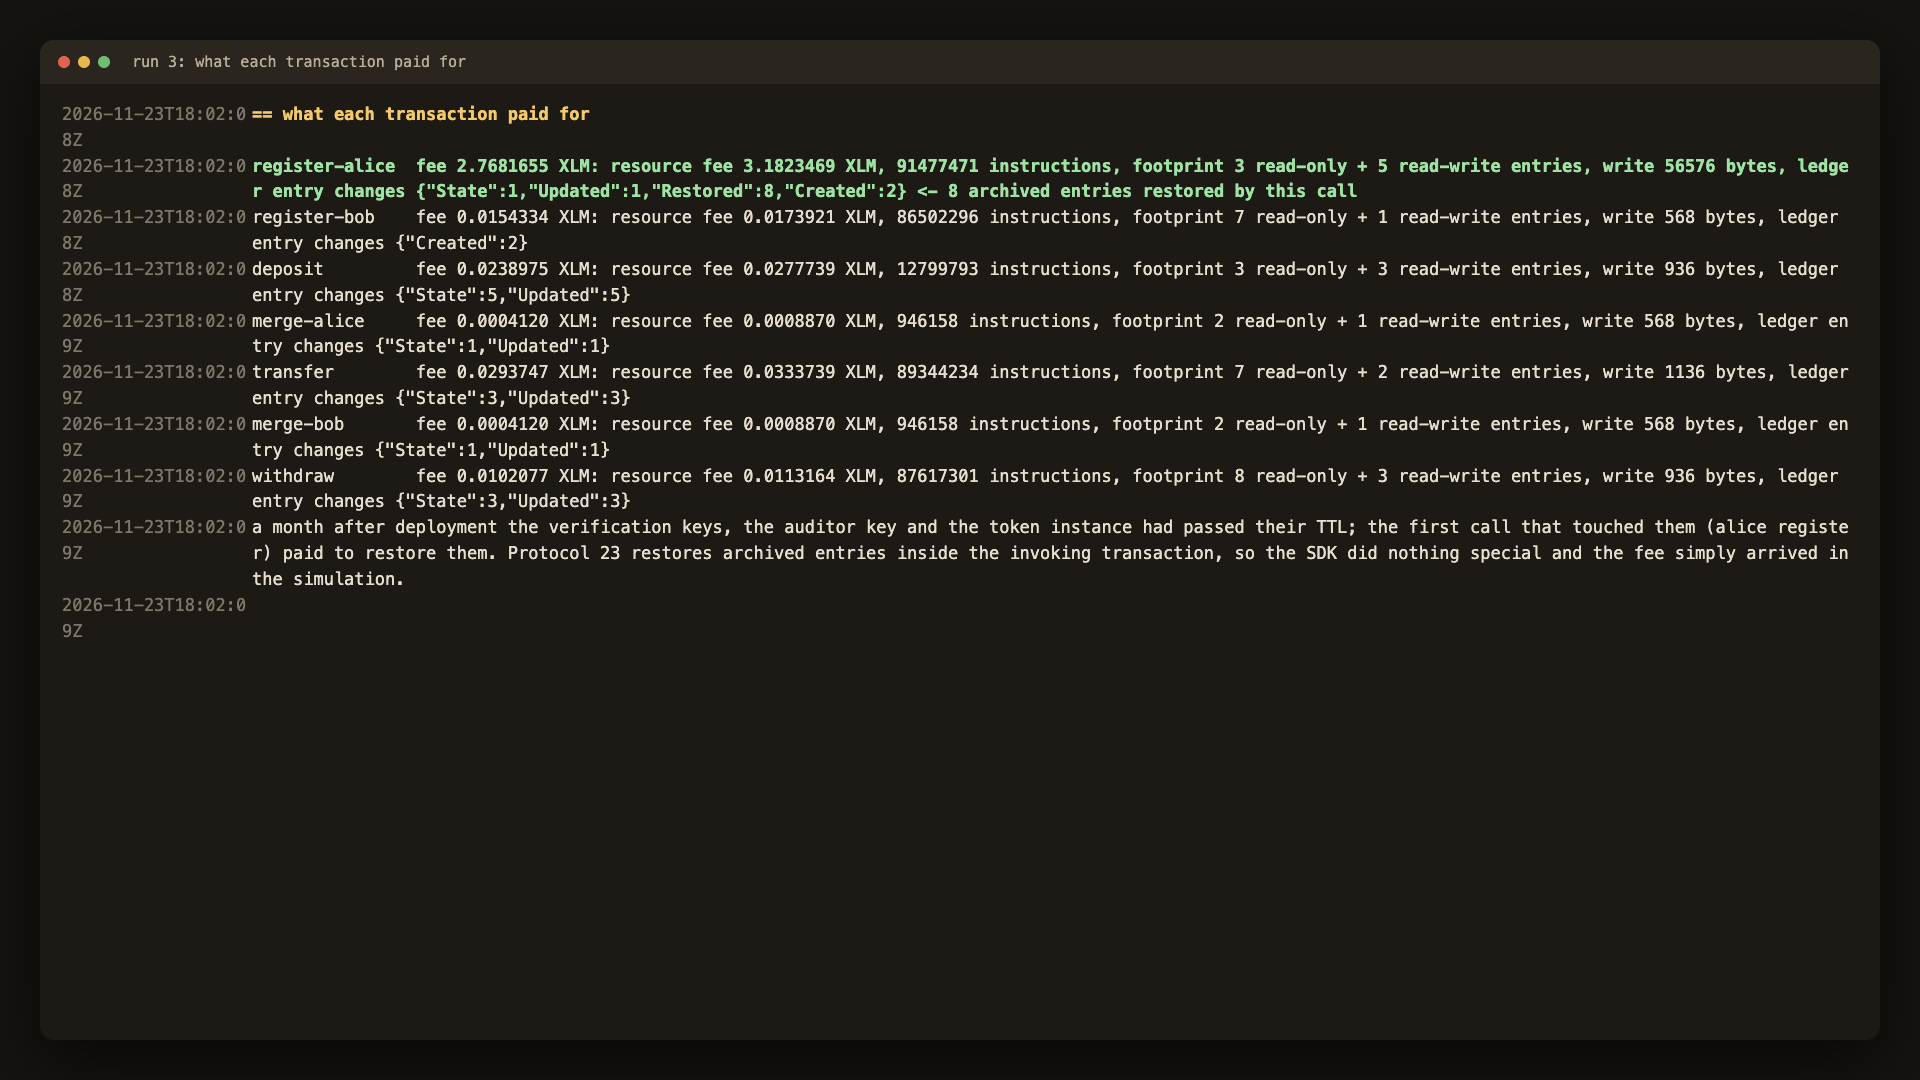 run 3: what each transaction paid for
2026-11-23T18:02:0 == what each transaction paid for
8Z
2026-11-23T18:02:0 register-alice  fee 2.7681655 XLM: resource fee 3.1823469 XLM, 91477471 instructions, footprint 3 read-only + 5 read-write entries, write 56576 bytes, ledge
8Z r entry changes {"State":1,"Updated":1,"Restored":8,"Created":2} <- 8 archived entries restored by this call
2026-11-23T18:02:0 register-bob    fee 0.0154334 XLM: resource fee 0.0173921 XLM, 86502296 instructions, footprint 7 read-only + 1 read-write entries, write 568 bytes, ledger
8Z entry changes {"Created":2}
2026-11-23T18:02:0 deposit         fee 0.0238975 XLM: resource fee 0.0277739 XLM, 12799793 instructions, footprint 3 read-only + 3 read-write entries, write 936 bytes, ledger
8Z entry changes {"State":5,"Updated":5}
2026-11-23T18:02:0 merge-alice     fee 0.0004120 XLM: resource fee 0.0008870 XLM, 946158 instructions, footprint 2 read-only + 1 read-write entries, write 568 bytes, ledger en
9Z try changes {"State":1,"Updated":1}
2026-11-23T18:02:0 transfer        fee 0.0293747 XLM: resource fee 0.0333739 XLM, 89344234 instructions, footprint 7 read-only + 2 read-write entries, write 1136 bytes, ledger
9Z entry changes {"State":3,"Updated":3}
2026-11-23T18:02:0 merge-bob       fee 0.0004120 XLM: resource fee 0.0008870 XLM, 946158 instructions, footprint 2 read-only + 1 read-write entries, write 568 bytes, ledger en
9Z try changes {"State":1,"Updated":1}
2026-11-23T18:02:0 withdraw        fee 0.0102077 XLM: resource fee 0.0113164 XLM, 87617301 instructions, footprint 8 read-only + 3 read-write entries, write 936 bytes, ledger
9Z entry changes {"State":3,"Updated":3}
2026-11-23T18:02:0 a month after deployment the verification keys, the auditor key and the token instance had passed their TTL; the first call that touched them (alice registe
9Z r) paid to restore them. Protocol 23 restores archived entries inside the invoking transaction, so the SDK did nothing special and the fee simply arrived in
the simulation.
2026-11-23T18:02:0
9Z